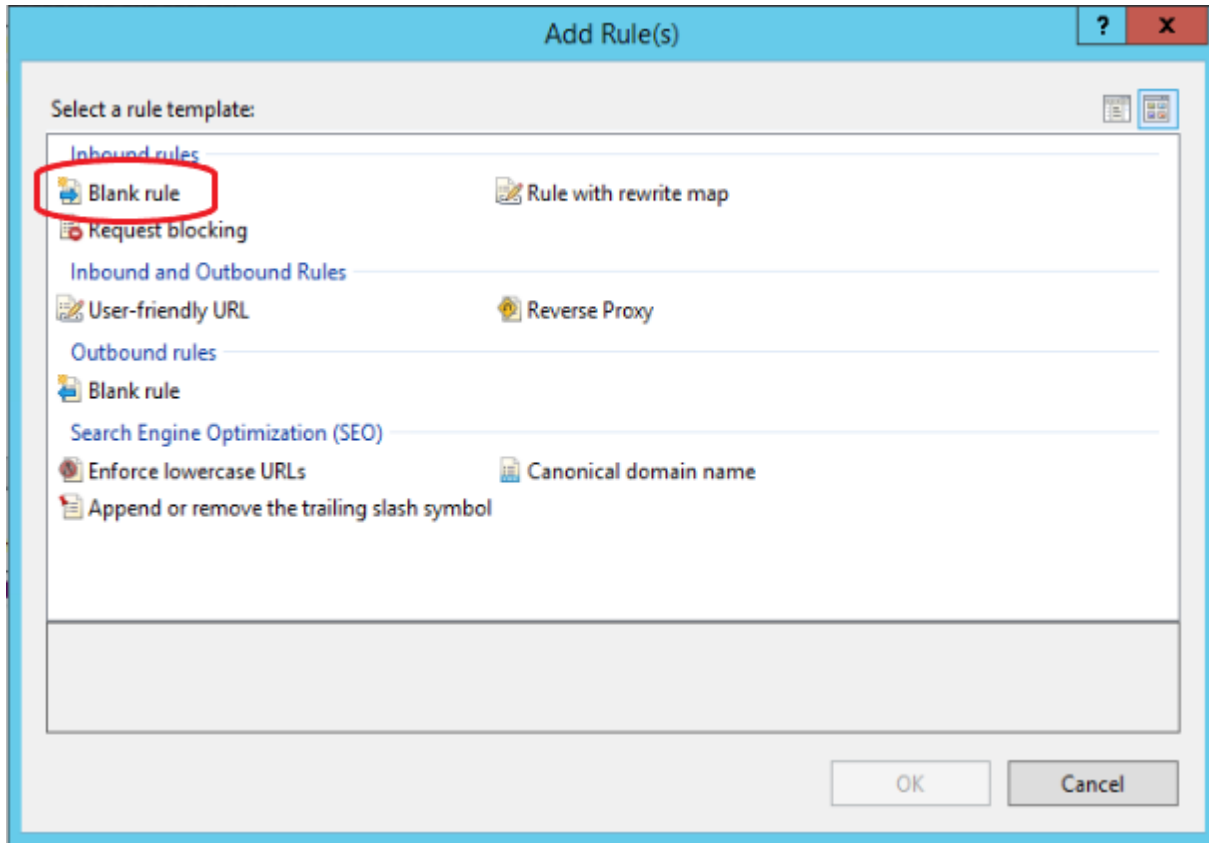 Add Rule(s)
? x
Select a rule template:
Inbound rules
Blank rule Rule with rewrite map
Request blocking
Inbound and Outbound Rules
User-friendly URL Reverse Proxy
Outbound rules
Blank rule
Search Engine Optimization (SEO)
Enforce lowercase URLs Canonical domain name
Append or remove the trailing slash symbol
OK Cancel